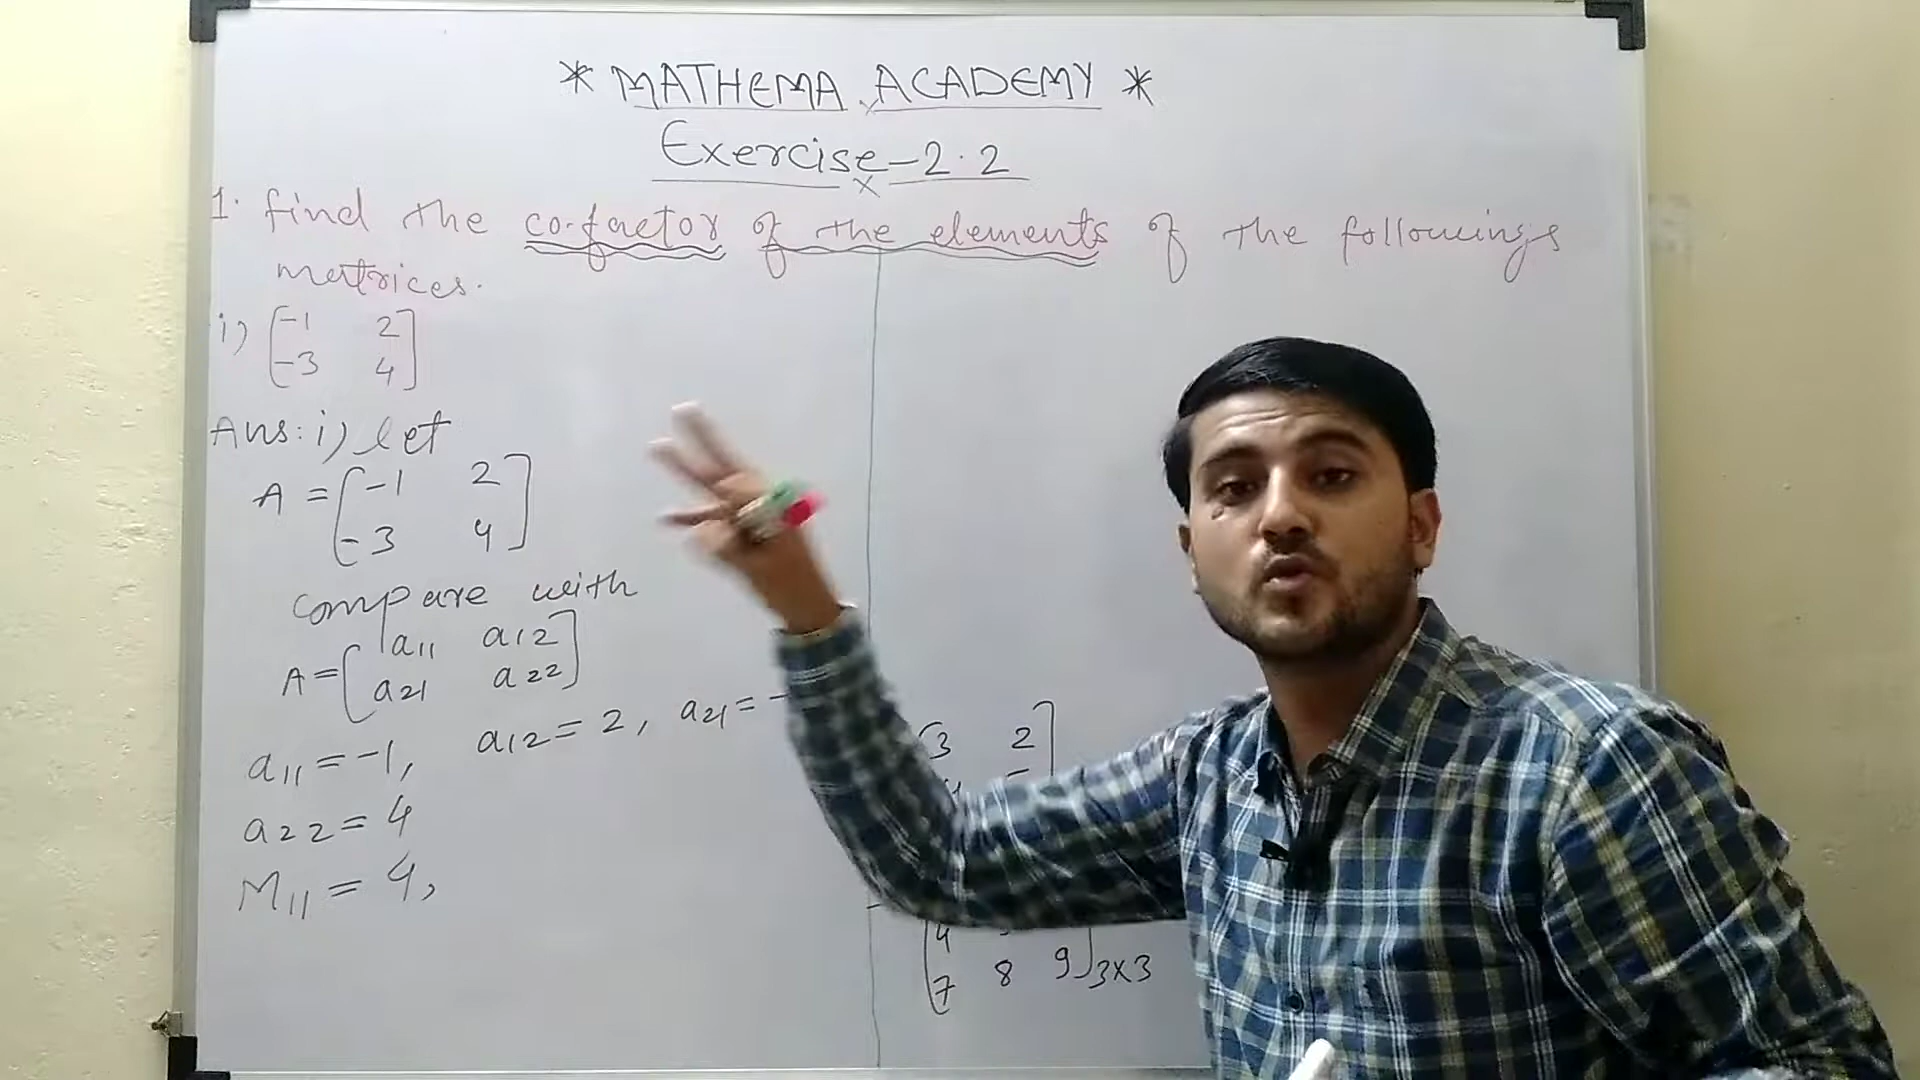 * MATHEMA ACADEMY *
Exercise-2.2
1. find the co-factor of the elements of the followings
matrices.
i) [-1 2]
[-3 4]
Ans: i) let
A = [-1 2]
[-3 4]
compare with
A = [a11 a12]
[a21 a22]
a11 = -1, a12 = 2, a21 = -
a22 = 4
M11 = 4,
3 2]
4
7 8 9] 3x3